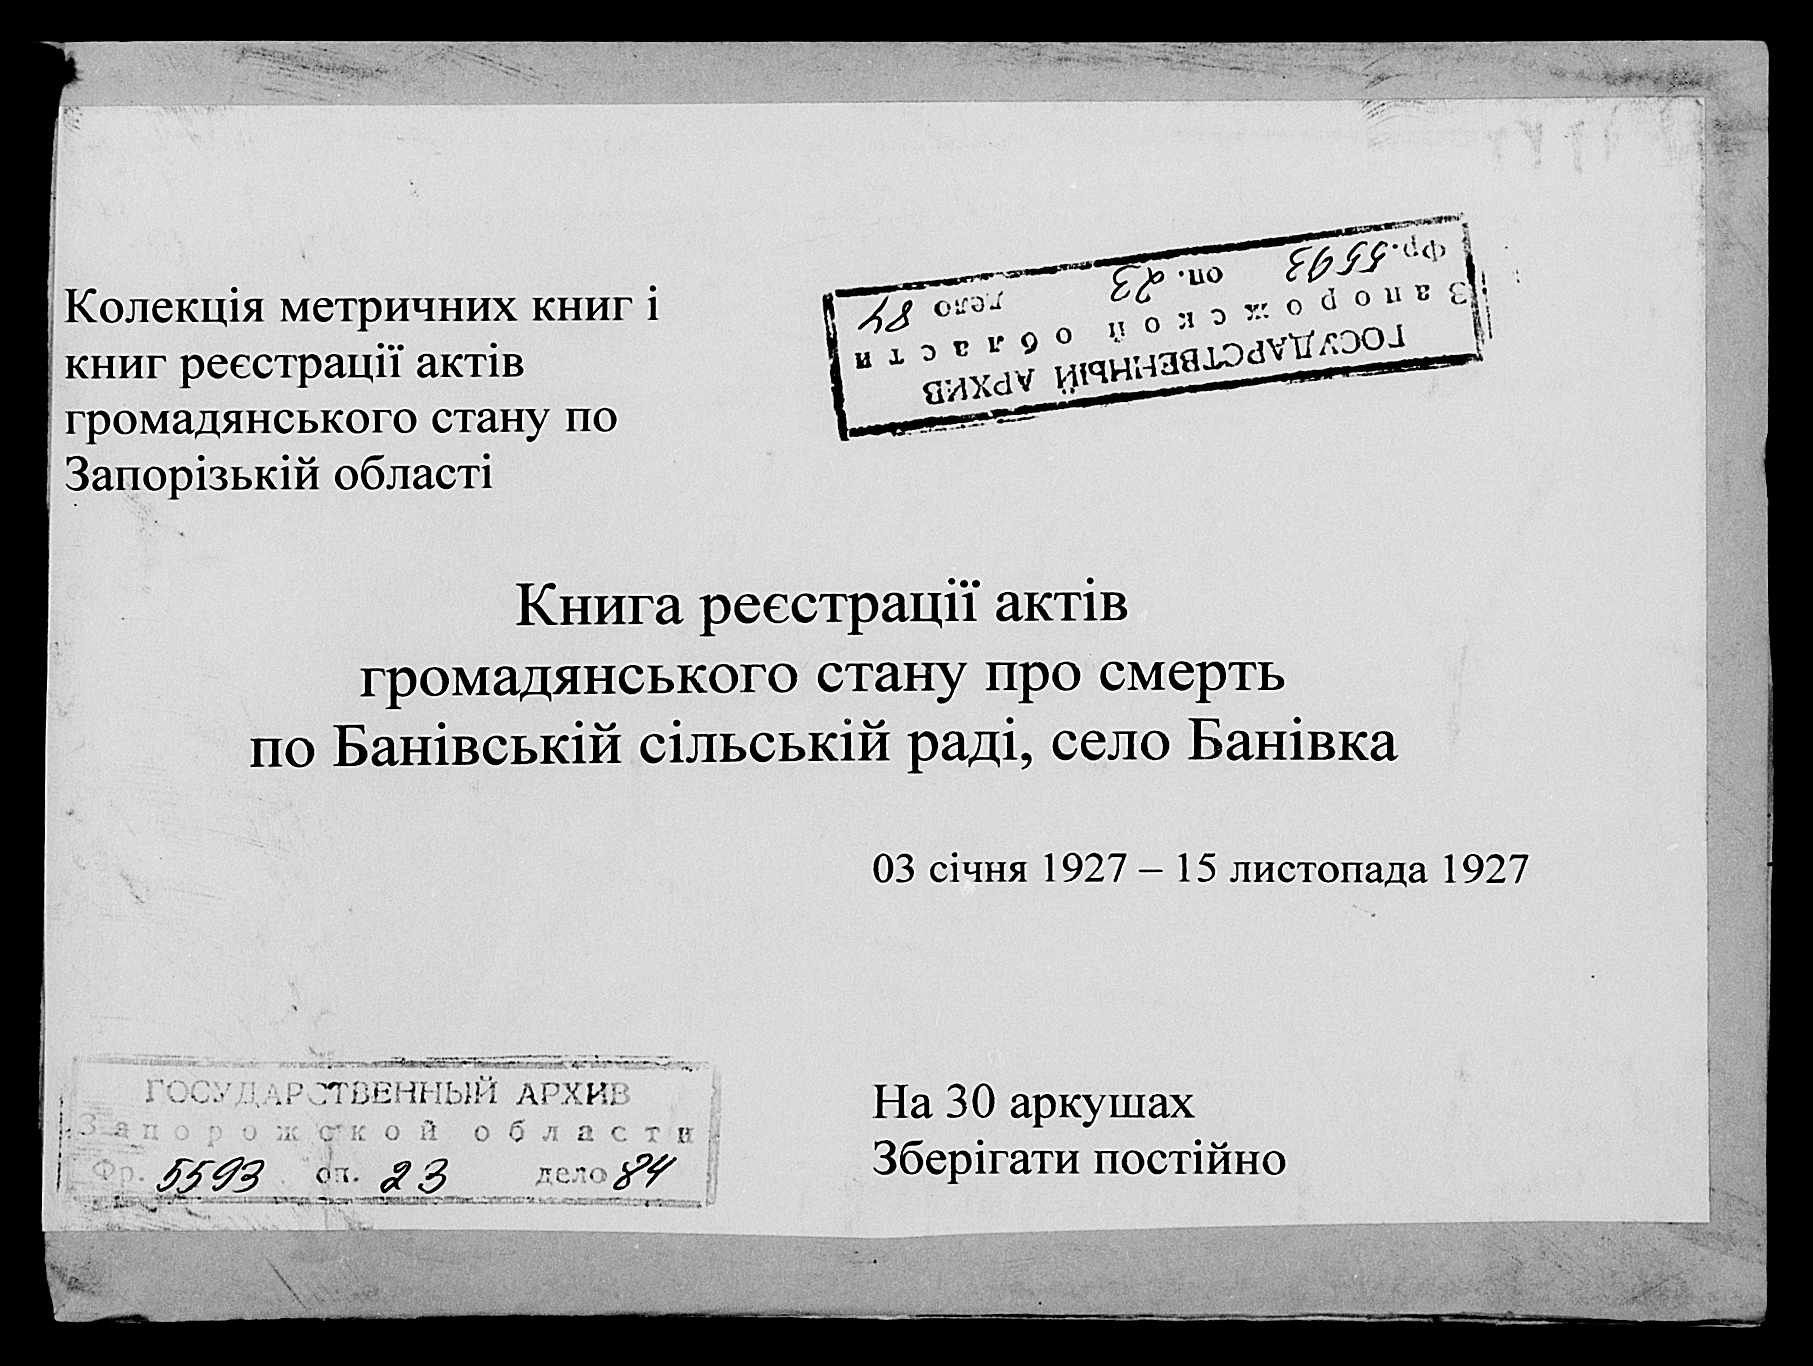 Колекція метричних книг і
книг реєстрації актів
громадянського стану по
Запорізькій області
ГОСУДАРСТВЕННЫЙ АРХИВ
Запорожской области
Фр. 5593 оп. 23 дело 84
Книга реєстрації актів
громадянського стану про смерть
по Банівській сільській раді, село Банівка
03 січня 1927 – 15 листопада 1927
ГОСУДАРСТВЕННЫЙ АРХИВ
Запорожской области
Фр. 5593 оп. 23 дело 84
На 30 аркушах
Зберігати постійно